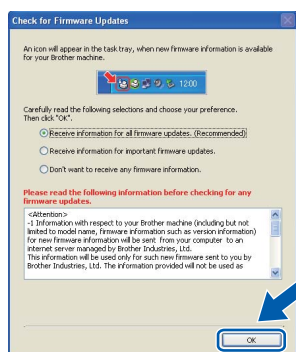 Check for Firmware Updates
An icon will appear in the task tray, when new firmware information is available
for your Brother machine.
12:00
Carefully read the following selections and choose your preference.
Then click "OK".
Receive information for all firmware updates. (Recommended)
Receive information for important firmware updates.
Don't want to receive any firmware information.
Please read the following information before checking for any
firmware updates.
<Attention>
-1 Information with respect to your Brother machine (including but not
limited to model name, firmware information such as version information)
for new firmware information will be sent from your computer to an
internet server managed by Brother Industries, Ltd.
This information will be used only for such new firmware sent to you by
Brother Industries, Ltd. The information provided will not be used as
OK